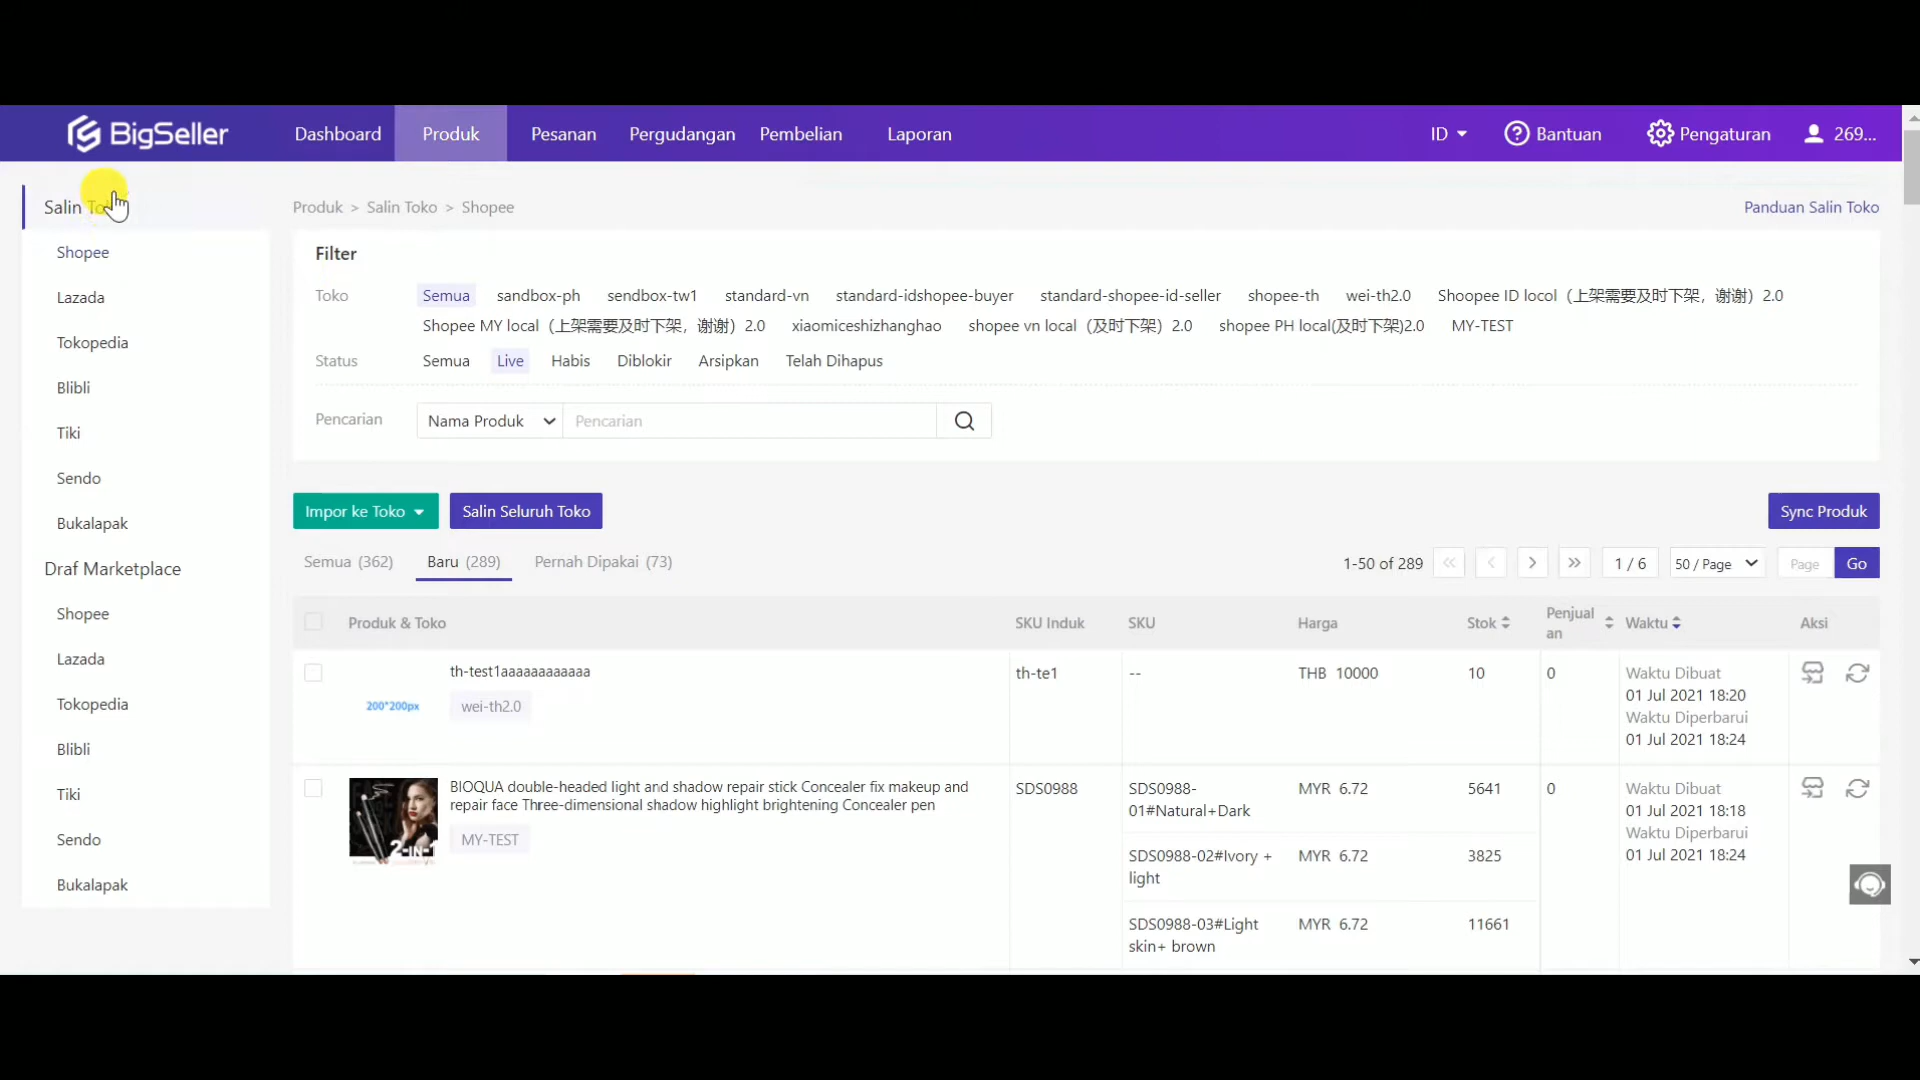 BigSeller Dashboard Produk Pesanan Pergudangan Pembelian Laporan ID Bantuan Pengaturan 269...
Salin
Shopee
Lazada
Tokopedia
Blibli
Tiki
Sendo
Bukalapak
Draf Marketplace
Shopee
Lazada
Tokopedia
Blibli
Tiki
Sendo
Bukalapak
Produk > Salin Toko > Shopee
Panduan Salin Toko
Filter
Toko Semua sandbox-ph sendbox-tw1 standard-vn standard-idshopee-buyer standard-shopee-id-seller shopee-th wei-th2.0 Shoopee ID locol（上架需要及时下架，谢谢）2.0
Shopee MY local（上架需要及时下架，谢谢）2.0 xiaomiceshizhanghao shopee vn local（及时下架）2.0 shopee PH local(及时下架)2.0 MY-TEST
Status Semua Live Habis Diblokir Arsipkan Telah Dihapus
Pencarian Nama Produk Pencarian
Impor ke Toko Salin Seluruh Toko Sync Produk
Semua (362) Baru (289) Pernah Dipakai (73) 1-50 of 289 1 / 6 50 / Page Page Go
Produk & Toko SKU Induk SKU Harga Stok Penjual
an Waktu Aksi
200*200px
th-test1aaaaaaaaaaaa
wei-th2.0
th-te1 -- THB 10000 10 0
Waktu Dibuat
01 Jul 2021 18:20
Waktu Diperbarui
01 Jul 2021 18:24
2-IN-1
BIOQUA double-headed light and shadow repair stick Concealer fix makeup and
repair face Three-dimensional shadow highlight brightening Concealer pen
MY-TEST
SDS0988
SDS0988-
01#Natural+Dark
MYR 6.72 5641 0
Waktu Dibuat
01 Jul 2021 18:18
Waktu Diperbarui
01 Jul 2021 18:24
SDS0988-02#Ivory +
light
MYR 6.72 3825
SDS0988-03#Light
skin+ brown
MYR 6.72 11661